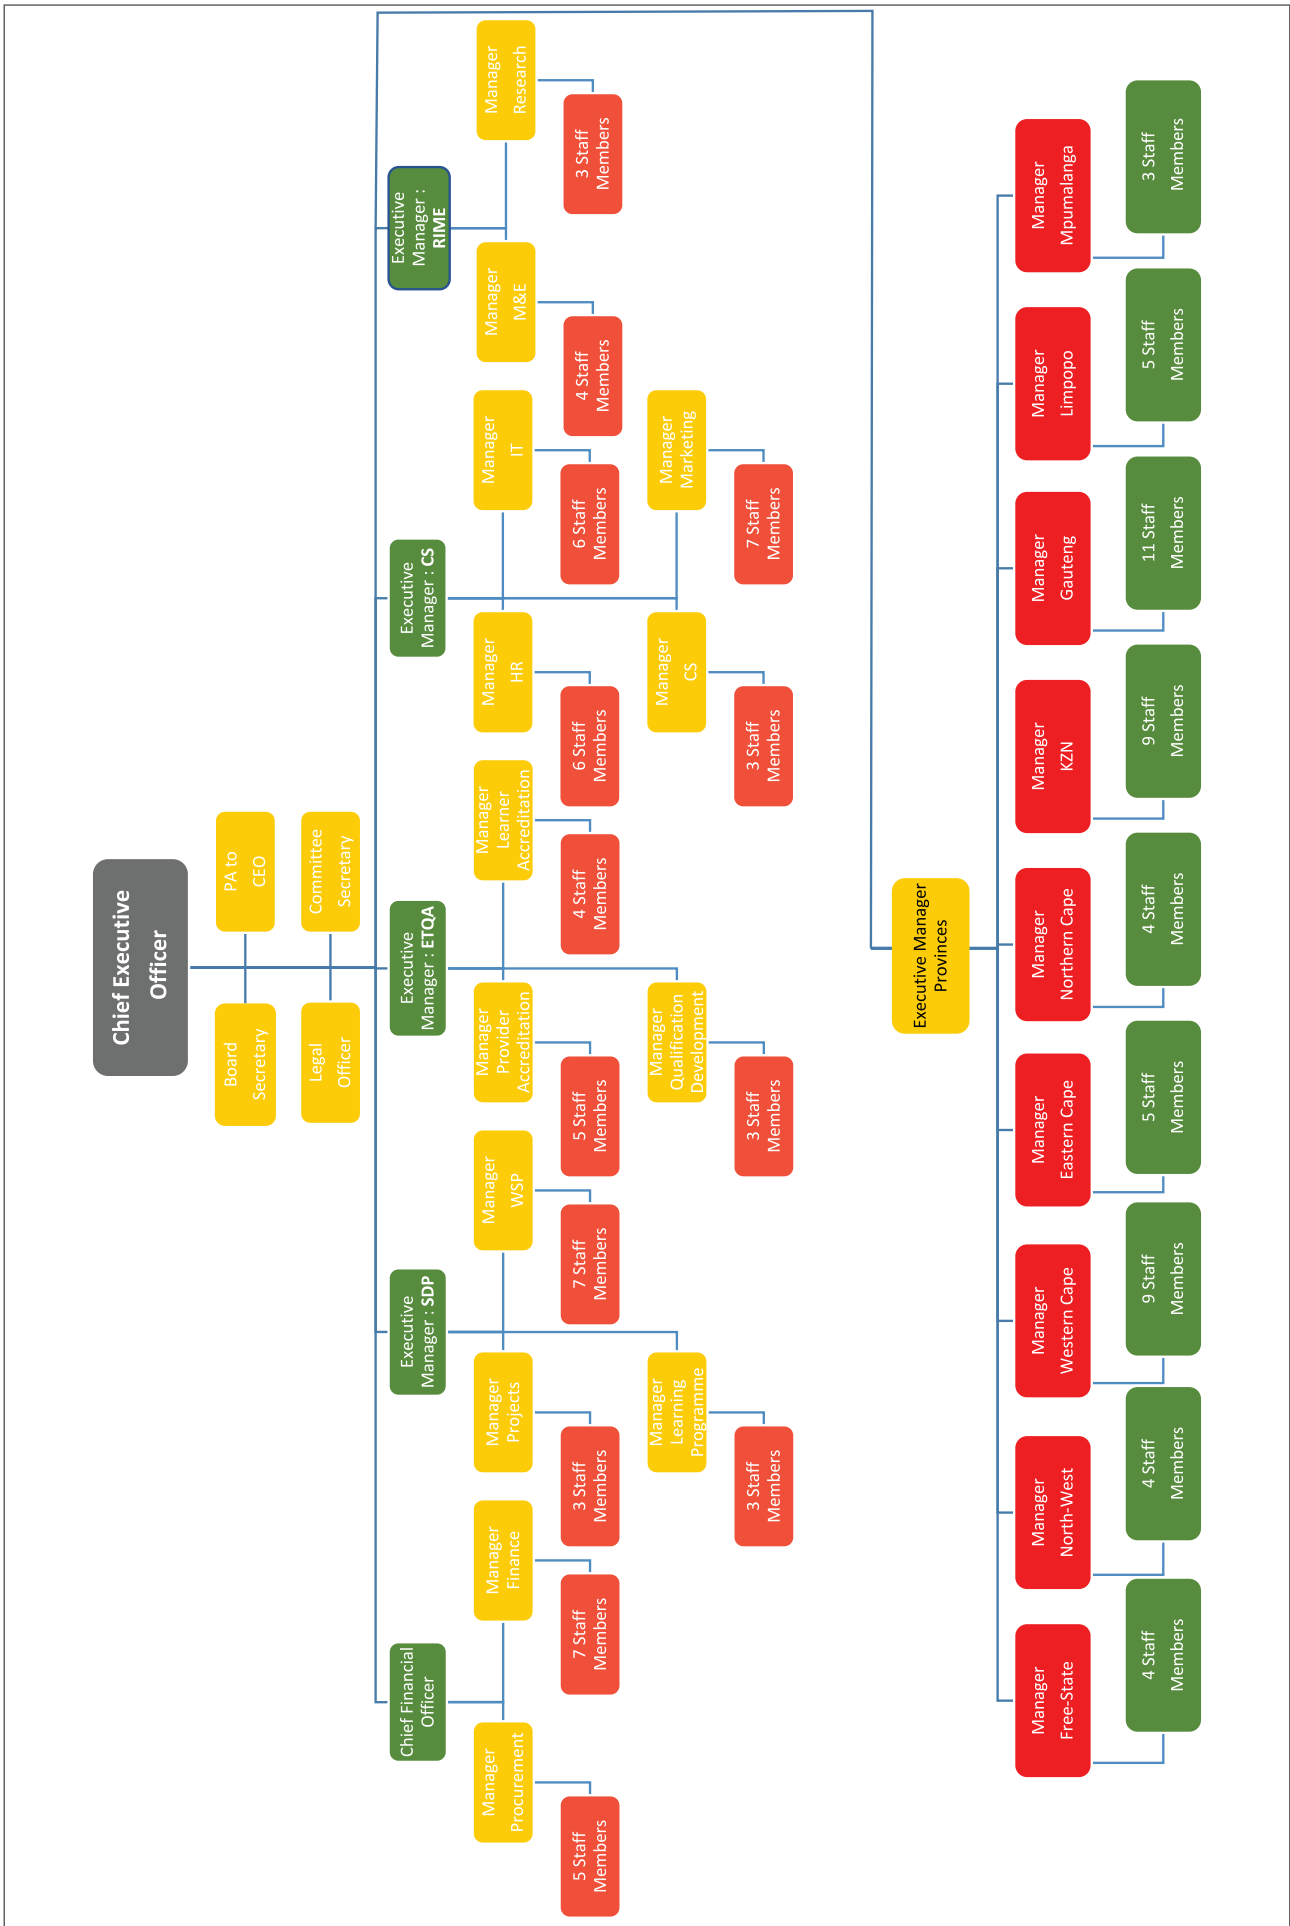 Chief Executive
Officer
Board
Secretary
PA to
CEO
Legal
Officer
Committee
Secretary
Chief Financial
Officer
Executive
Manager : SDP
Executive
Manager : ETQA
Executive
Manager : CS
Executive
Manager :
RIME
Manager
Procurement
5 Staff
Members
Manager
Finance
7 Staff
Members
Manager
Projects
3 Staff
Members
Manager
WSP
7 Staff
Members
Manager
Learning
Programme
3 Staff
Members
Manager
Provider
Accreditation
5 Staff
Members
Manager
Learner
Accreditation
4 Staff
Members
Manager
Qualification
Development
3 Staff
Members
Manager
HR
6 Staff
Members
Manager
IT
6 Staff
Members
Manager
CS
3 Staff
Members
Manager
Marketing
7 Staff
Members
Manager
M&E
4 Staff
Members
Manager
Research
3 Staff
Members
Executive Manager
Provinces
Manager
Free-State
4 Staff
Members
Manager
North-West
4 Staff
Members
Manager
Western Cape
9 Staff
Members
Manager
Eastern Cape
5 Staff
Members
Manager
Northern Cape
4 Staff
Members
Manager
KZN
9 Staff
Members
Manager
Gauteng
11 Staff
Members
Manager
Limpopo
5 Staff
Members
Manager
Mpumalanga
3 Staff
Members